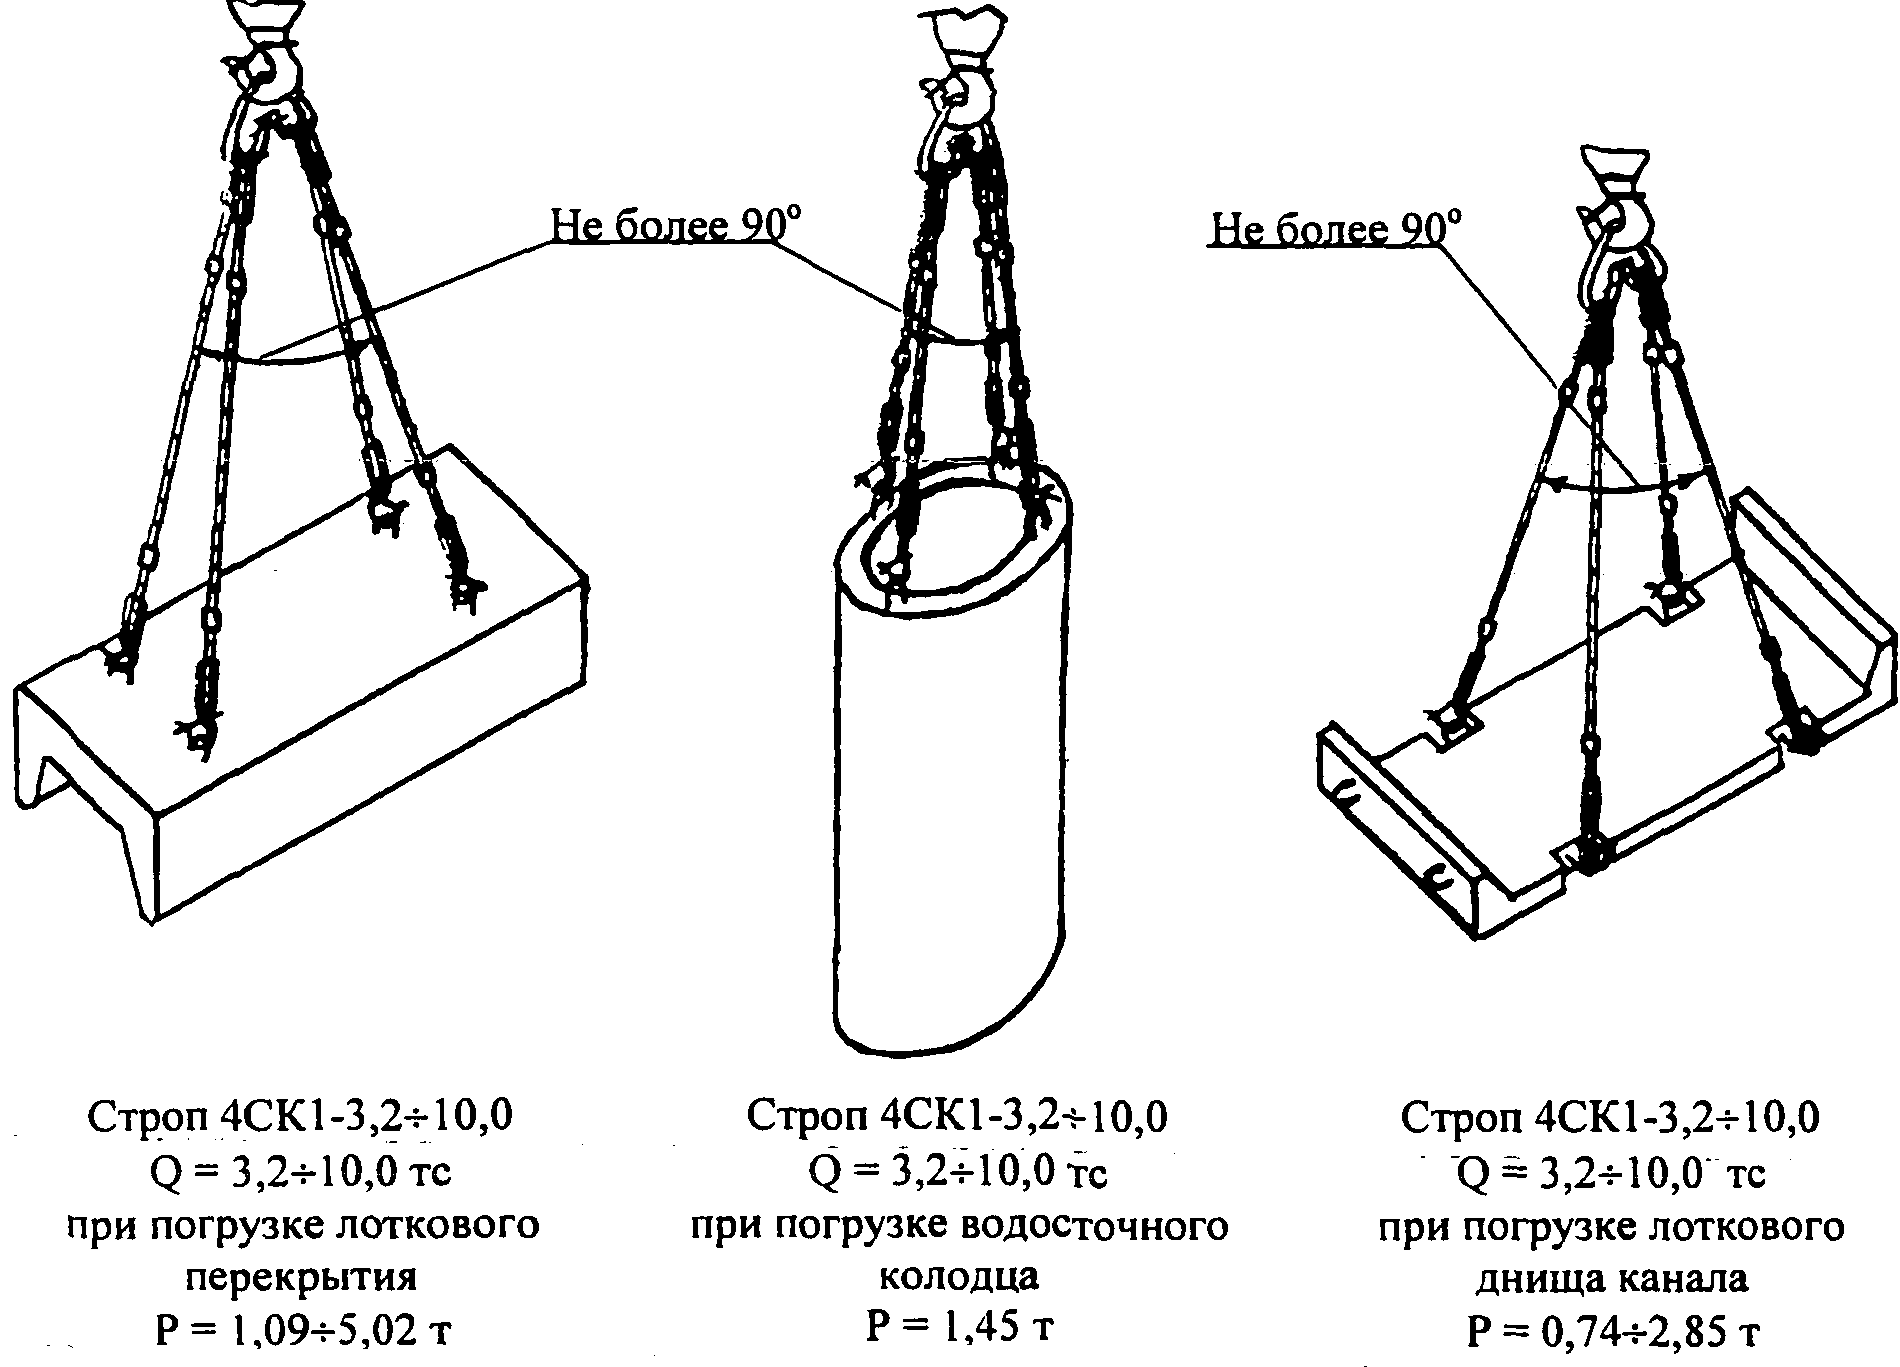 Не более 90°
Не более 90°
Строп 4СК1-3,2÷10,0
Q = 3,2÷10,0 тс
при погрузке лоткового
перекрытия
Р = 1,09÷5,02 т
Строп 4СК1-3,2÷10,0
Q = 3,2÷10,0 тс
при погрузке водосточного
колодца
Р = 1,45 т
Строп 4СК1-3,2÷10,0
Q = 3,2÷10,0 тс
при погрузке лоткового
днища канала
Р = 0,74÷2,85 т